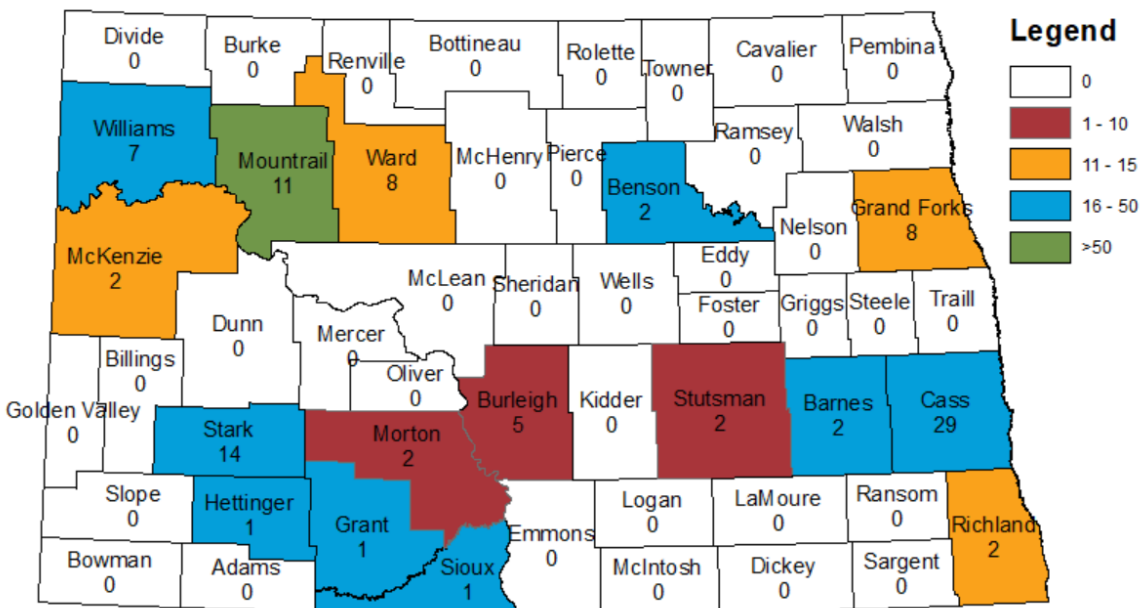 Divide
0
Burke
0
Renville
0
Bottineau
0
Rolette
0
Towner
0
Cavalier
0
Pembina
0
Legend
0
1 - 10
11 - 15
16 - 50
>50
Williams
7
Mountrail
11
Ward
8
McHenry
0
Pierce
0
Benson
2
Ramsey
0
Walsh
0
Nelson
0
Grand Forks
8
McKenzie
2
Dunn
0
McLean
0
Mercer
0
Oliver
0
Sheridan
0
Wells
0
Eddy
0
Foster
0
Griggs
0
Steele
0
Traill
0
Billings
0
Golden Valley
0
Stark
14
Morton
2
Burleigh
5
Kidder
0
Stutsman
2
Barnes
2
Cass
29
Slope
0
Hettinger
1
Grant
1
Emmons
0
Logan
0
LaMoure
0
Ransom
0
Richland
2
Bowman
0
Adams
0
Sioux
1
McIntosh
0
Dickey
0
Sargent
0